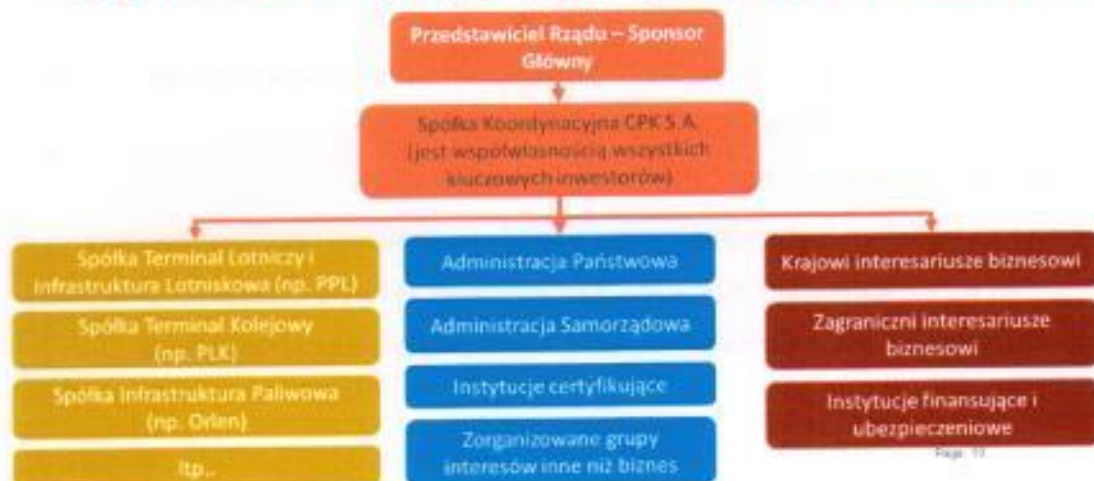 Przedstawiciel Rządu – Sponsor
Główny
Spółka Koordynacyjna CPK S.A.
(jest współwłasnością wszystkich
kluczowych inwestorów)
Spółka Terminal Lotniczy i
Infrastruktura Lotniskowa (np. PPL)
Spółka Terminal Kolejowy
(np. PLK)
Spółka Infrastruktura Paliwowa
(np. Orlen)
Itp..
Administracja Państwowa
Administracja Samorządowa
Instytucje certyfikujące
Zorganizowane grupy
interesów inne niż biznes
Krajowi interesariusze biznesowi
Zagraniczni interesariusze
biznesowi
Instytucje finansujące i
ubezpieczeniowe